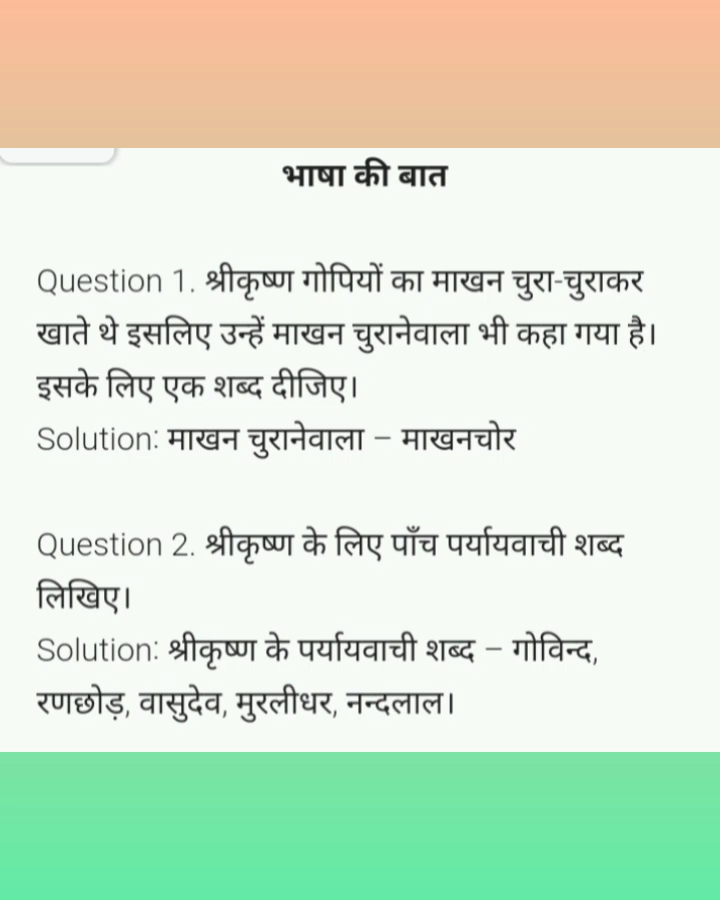 भाषा की बात
Question 1. श्रीकृष्ण गोपियों का माखन चुरा-चुराकर
खाते थे इसलिए उन्हें माखन चुरानेवाला भी कहा गया है।
इसके लिए एक शब्द दीजिए।
Solution: माखन चुरानेवाला – माखनचोर
Question 2. श्रीकृष्ण के लिए पाँच पर्यायवाची शब्द
लिखिए।
Solution: श्रीकृष्ण के पर्यायवाची शब्द – गोविन्द,
रणछोड़, वासुदेव, मुरलीधर, नन्दलाल।